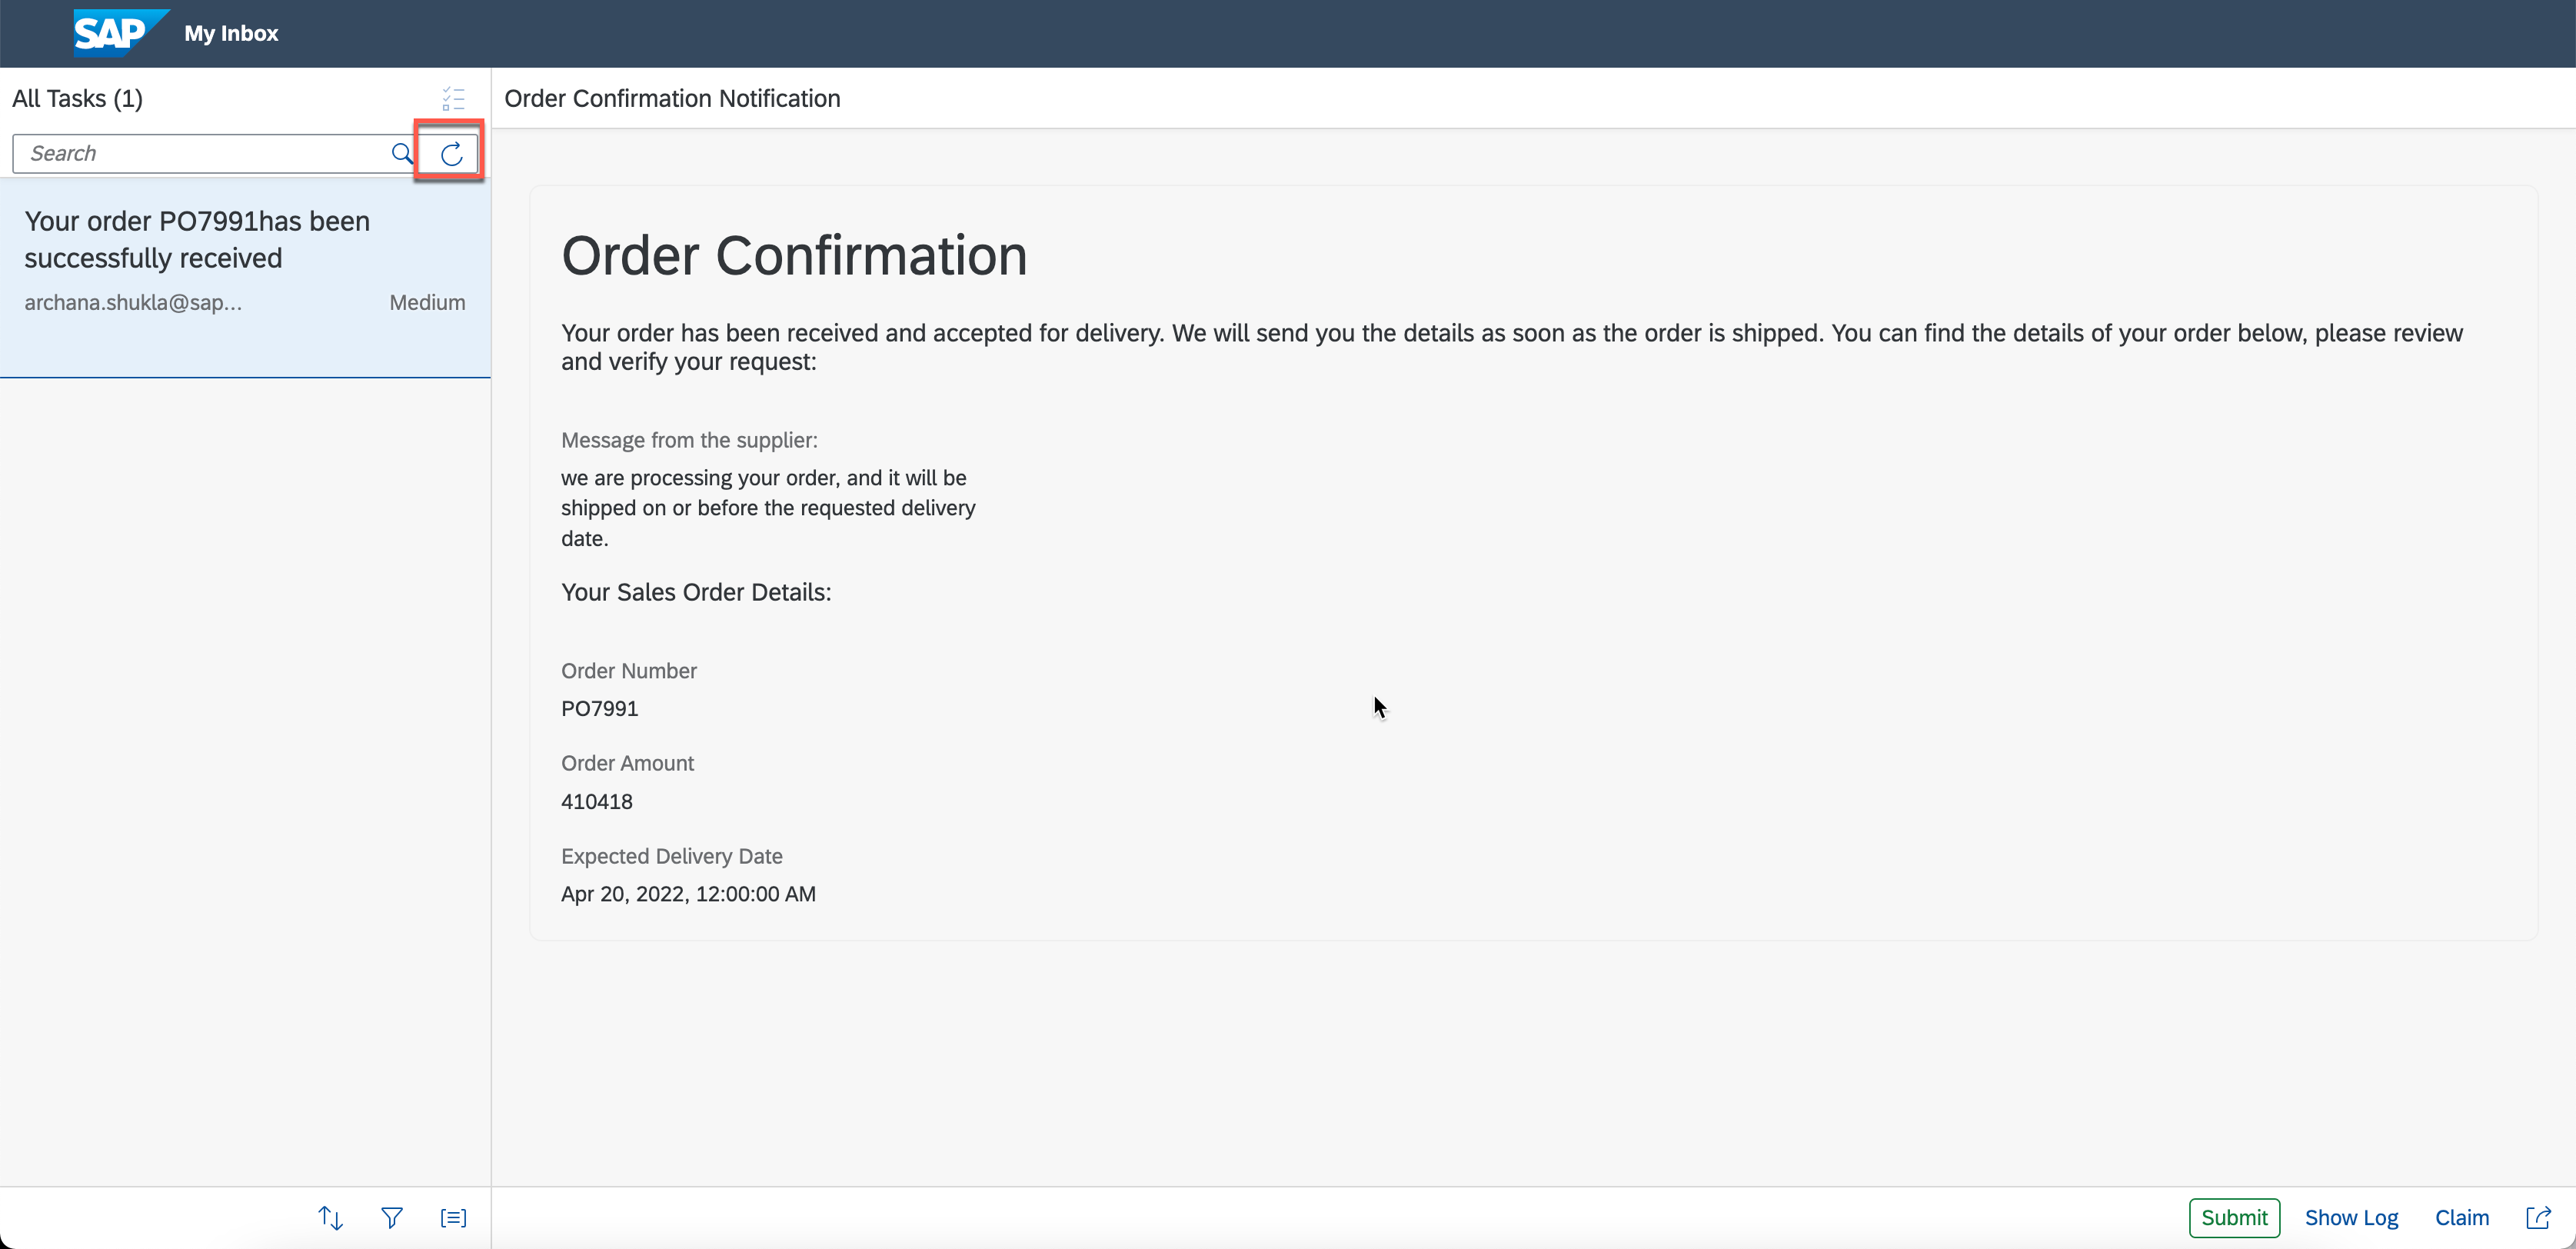 SAP My Inbox
All Tasks (1)
Search
Your order PO7991has been
successfully received
archana.shukla@sap... Medium
Order Confirmation Notification
Order Confirmation
Your order has been received and accepted for delivery. We will send you the details as soon as the order is shipped. You can find the details of your order below, please review
and verify your request:
Message from the supplier:
we are processing your order, and it will be
shipped on or before the requested delivery
date.
Your Sales Order Details:
Order Number
PO7991
Order Amount
410418
Expected Delivery Date
Apr 20, 2022, 12:00:00 AM
Submit Show Log Claim